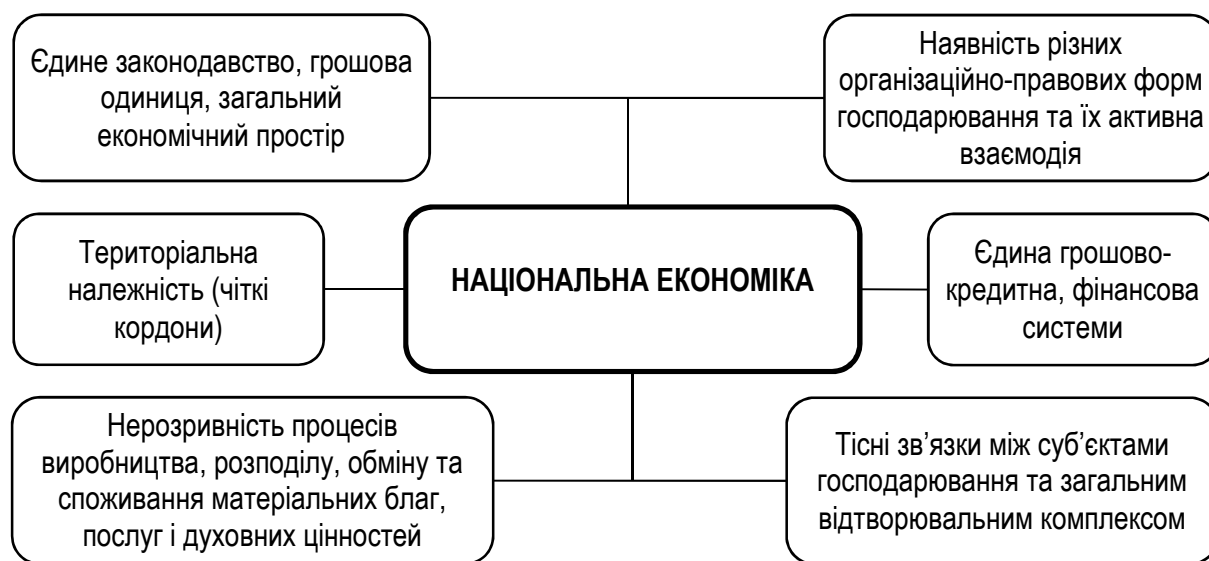 Єдине законодавство, грошова
одиниця, загальний
економічний простір
Наявність різних
організаційно-правових форм
господарювання та їх активна
взаємодія
Територіальна
належність (чіткі
кордони)
НАЦІОНАЛЬНА ЕКОНОМІКА
Єдина грошово-
кредитна, фінансова
системи
Нерозривність процесів
виробництва, розподілу, обміну та
споживання матеріальних благ,
послуг і духовних цінностей
Тісні зв’язки між суб’єктами
господарювання та загальним
відтворювальним комплексом